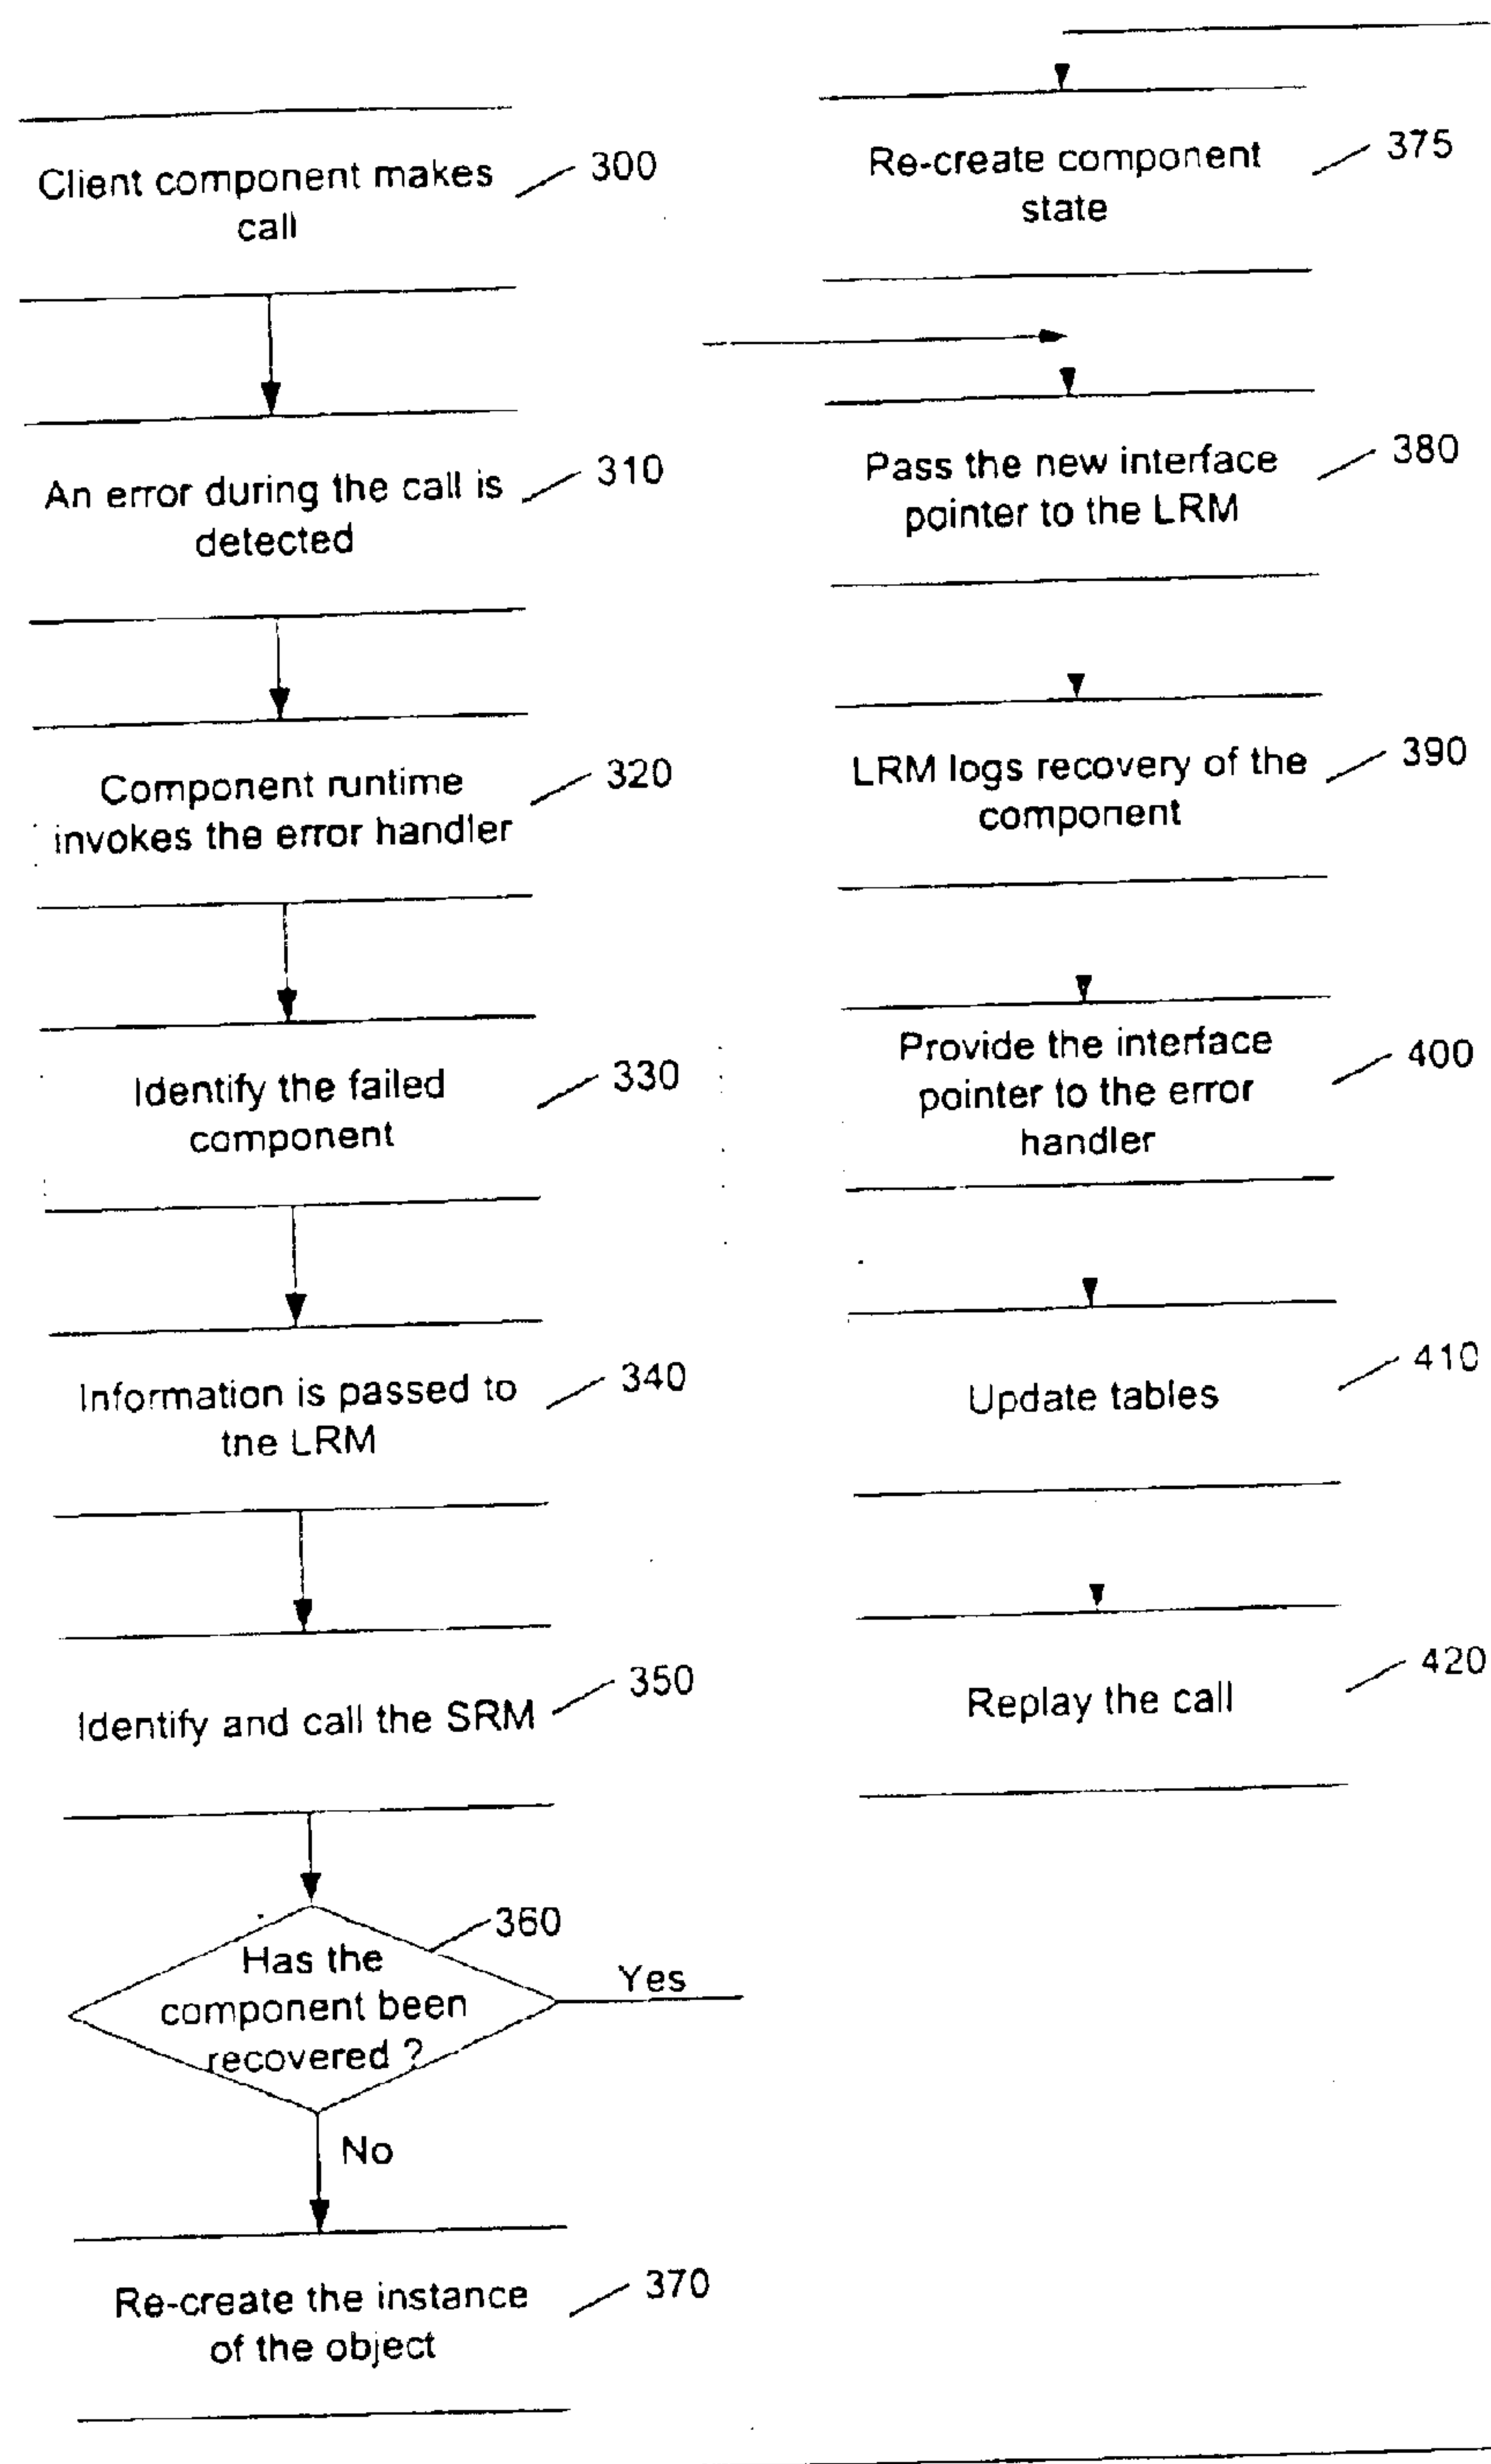 Client component makes
call
300
An error during the call is
detected
310
Component runtime
invokes the error handler
320
Identify the failed
component
330
Information is passed to
the LRM
340
Identify and call the SRM
350
Has the
component been
recovered ?
360
Yes
No
Re-create the instance
of the object
370
Re-create component
state
375
Pass the new interface
pointer to the LRM
380
LRM logs recovery of the
component
390
Provide the interface
pointer to the error
handler
400
Update tables
410
Replay the call
420